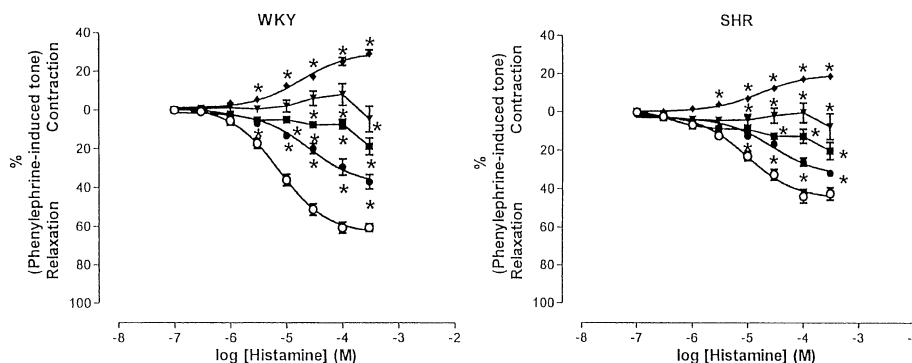 WKY
%
(Phenylephrine-induced tone)
Relaxation Contraction
40
20
0
20
40
60
80
100
-8 -7 -6 -5 -4 -3 -2
log [Histamine] (M)
SHR
%
(Phenylephrine-induced tone)
Relaxation Contraction
40
20
0
20
40
60
80
100
-8 -7 -6 -5 -4 -3 -2
log [Histamine] (M)